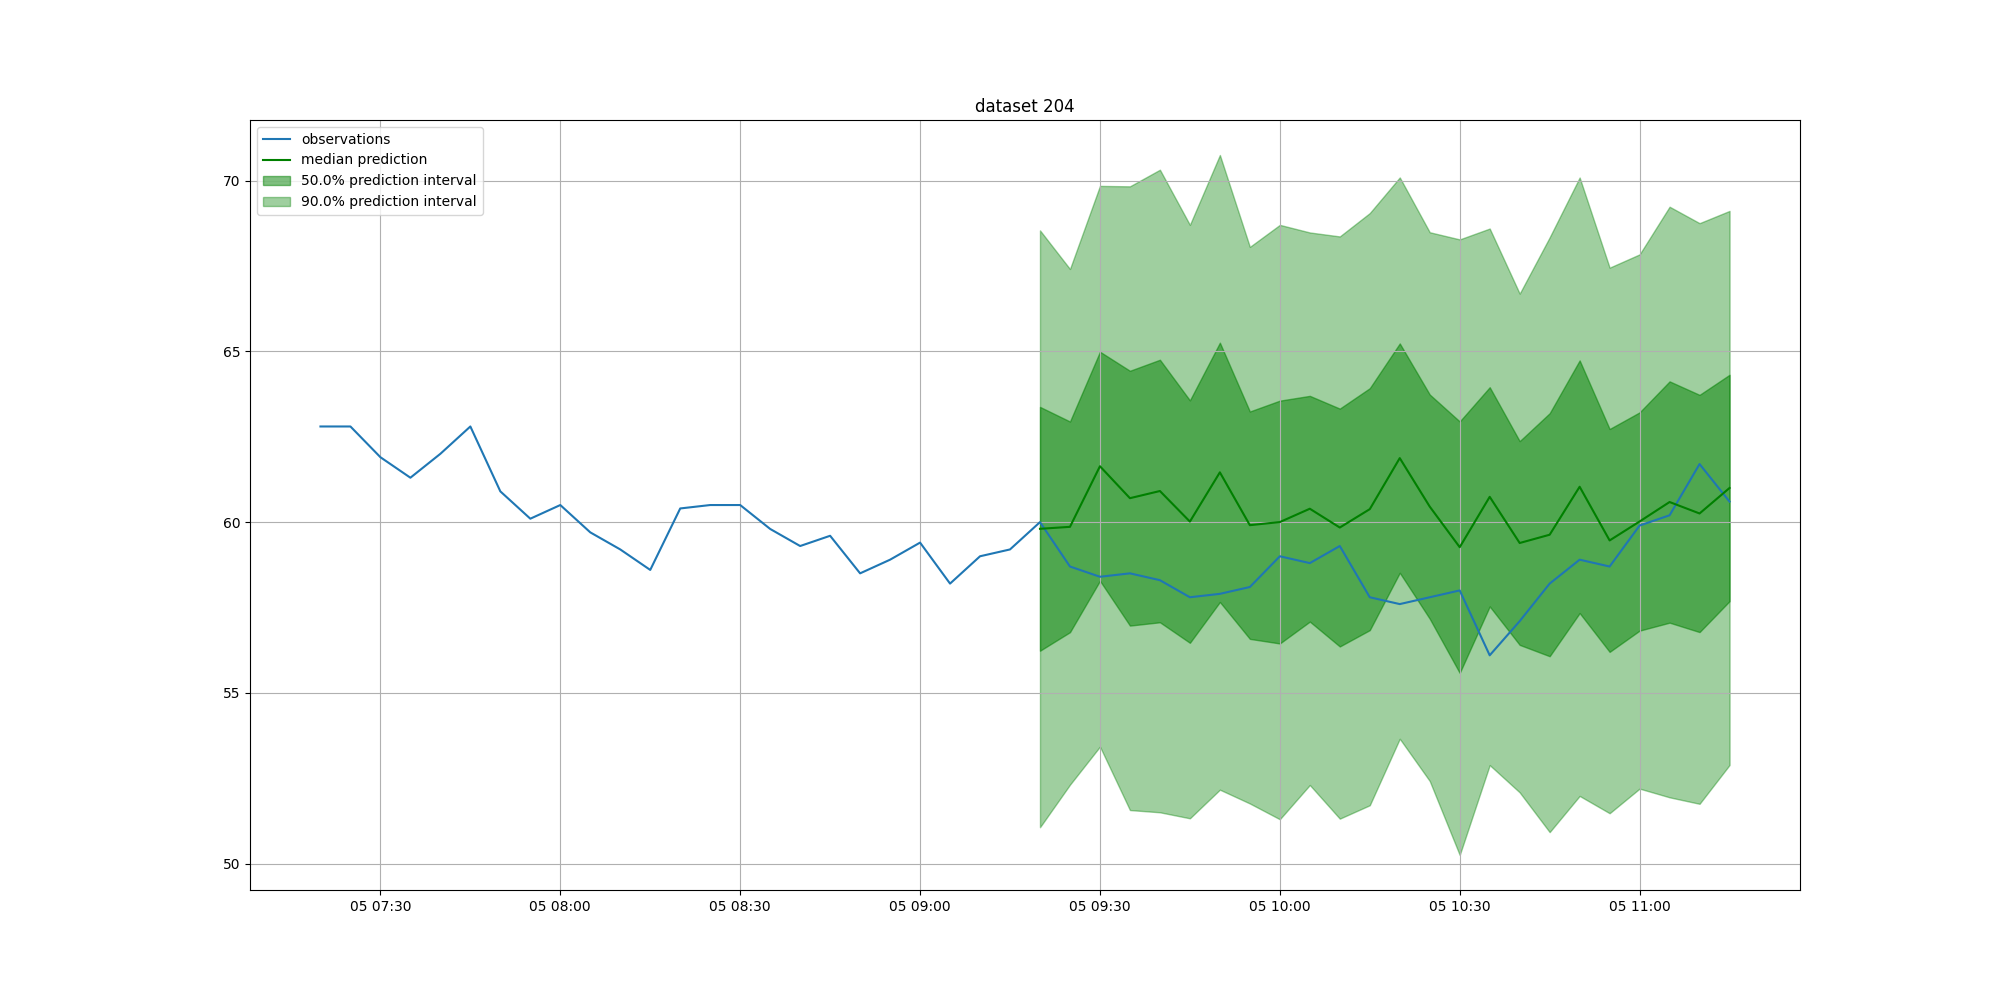 dataset 204
observations
median prediction
50.0% prediction interval
90.0% prediction interval
70
65
60
55
50
05 07:30
05 08:00
05 08:30
05 09:00
05 09:30
05 10:00
05 10:30
05 11:00